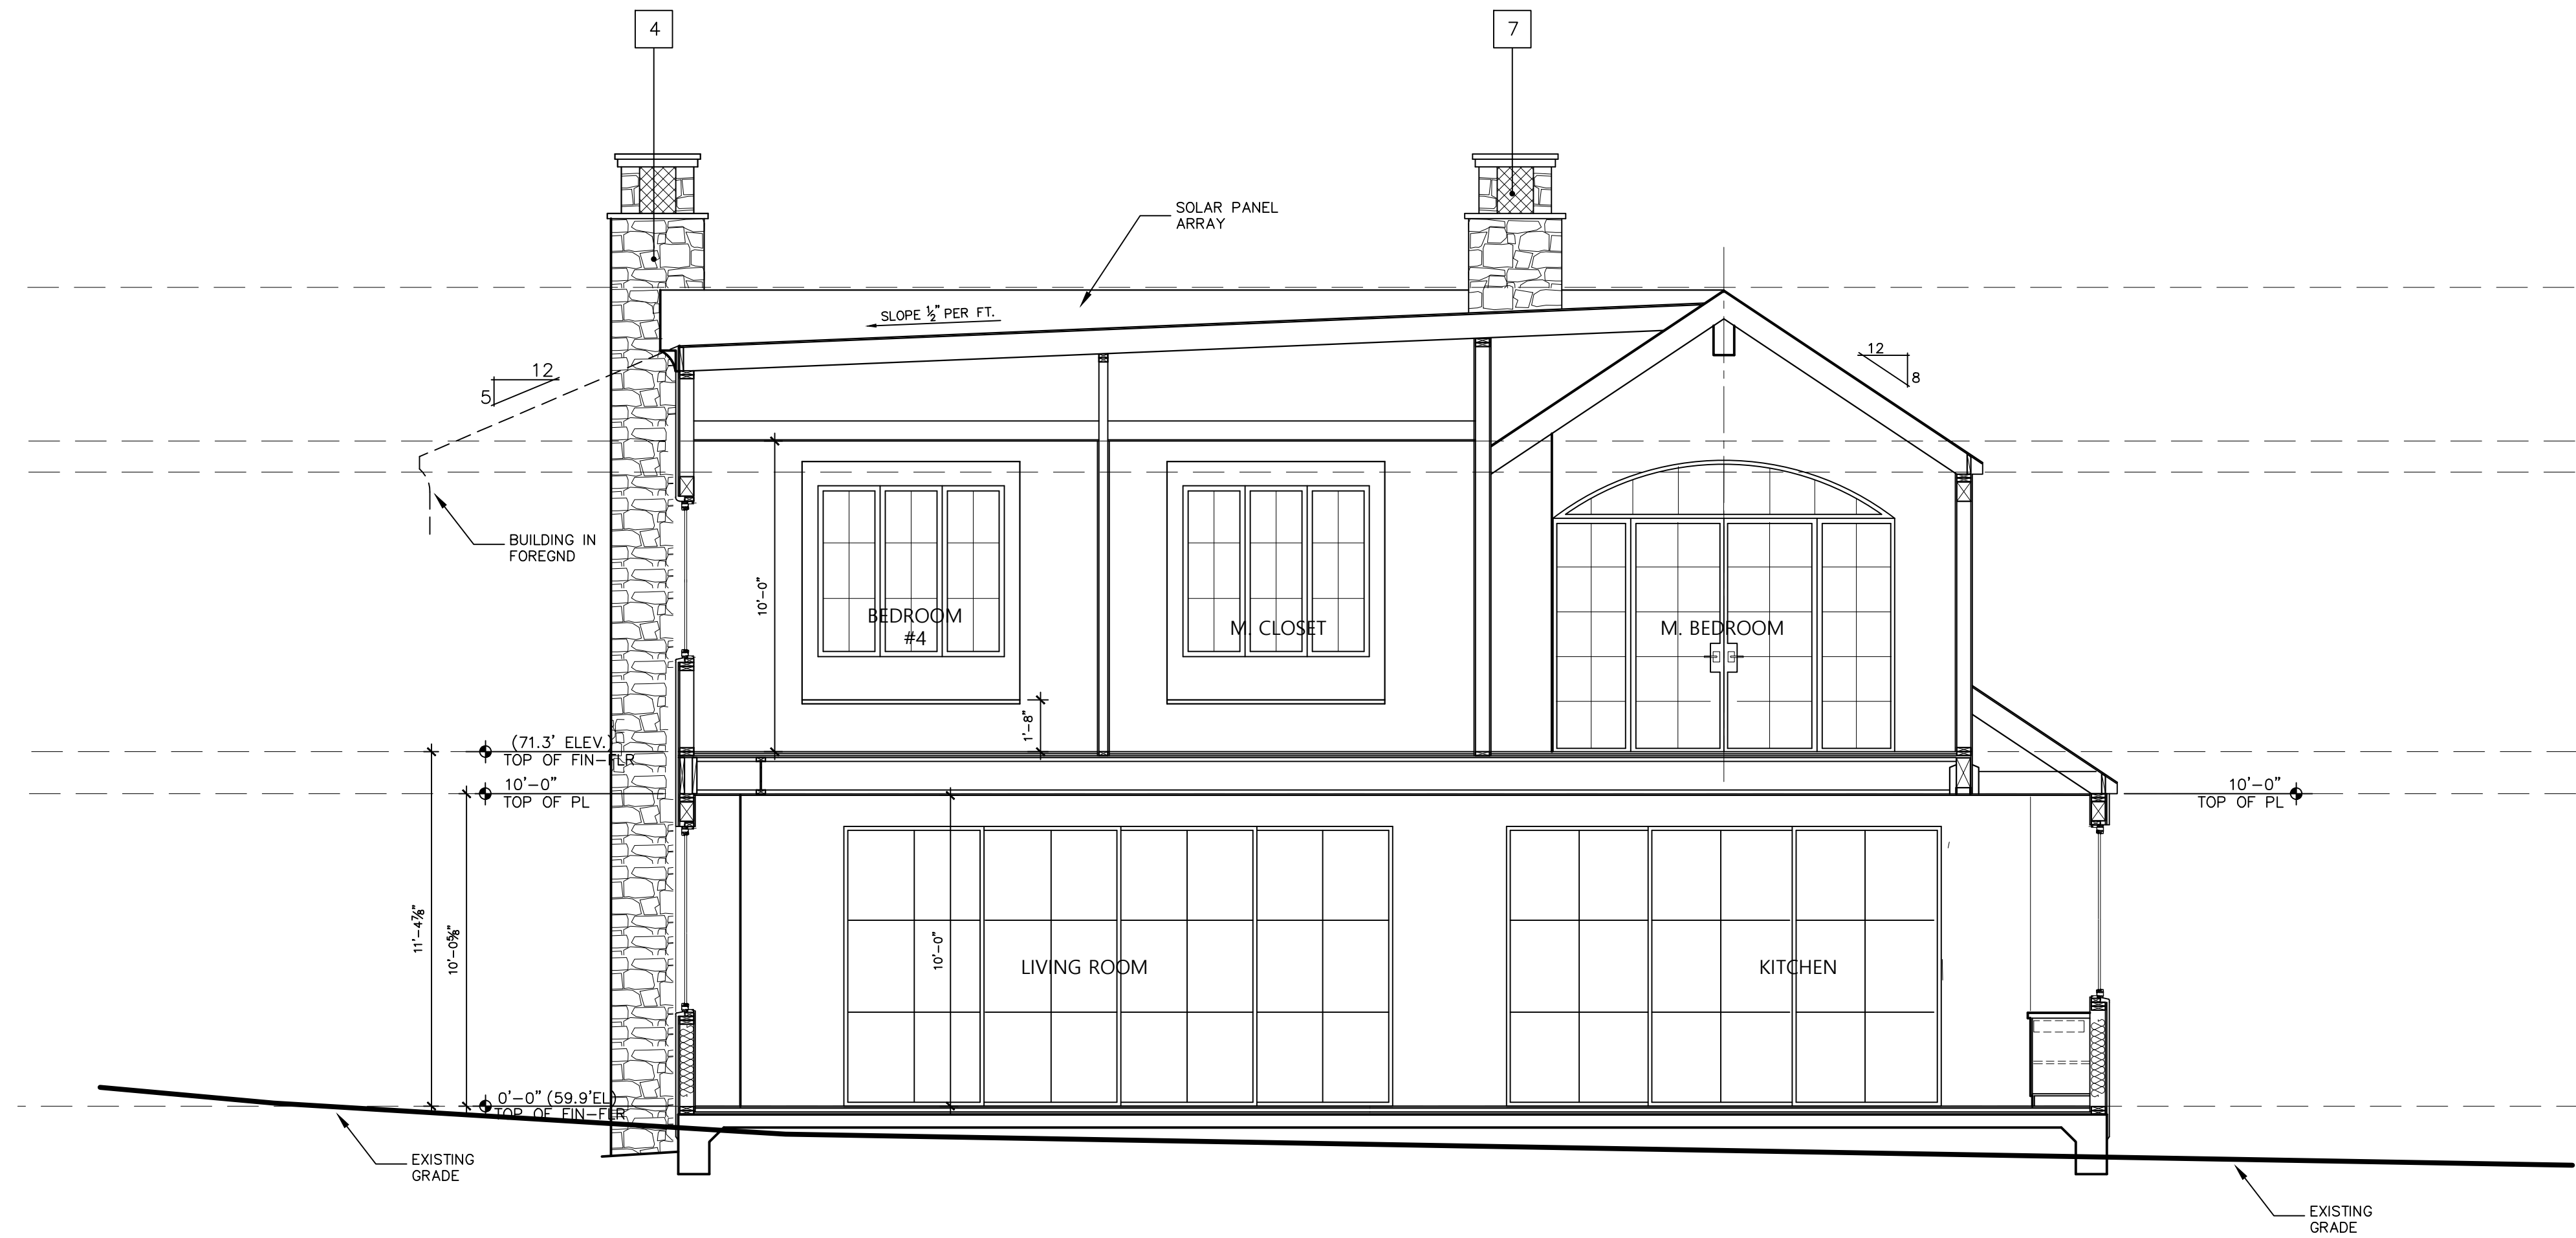 4
7
SOLAR PANEL
ARRAY
SLOPE ½" PER FT.
12
5
12
8
BUILDING IN
FOREGND
10'-0"
BEDROOM
#4
M. CLOSET
M. BEDROOM
1'-8"
(71.3' ELEV.)
TOP OF FIN-FLR
10'-0"
TOP OF PL
10'-0"
TOP OF PL
11'-4⅞"
10'-0⅝"
10'-0"
LIVING ROOM
KITCHEN
0'-0" (59.9'EL)
TOP OF FIN-FLR
EXISTING
GRADE
EXISTING
GRADE